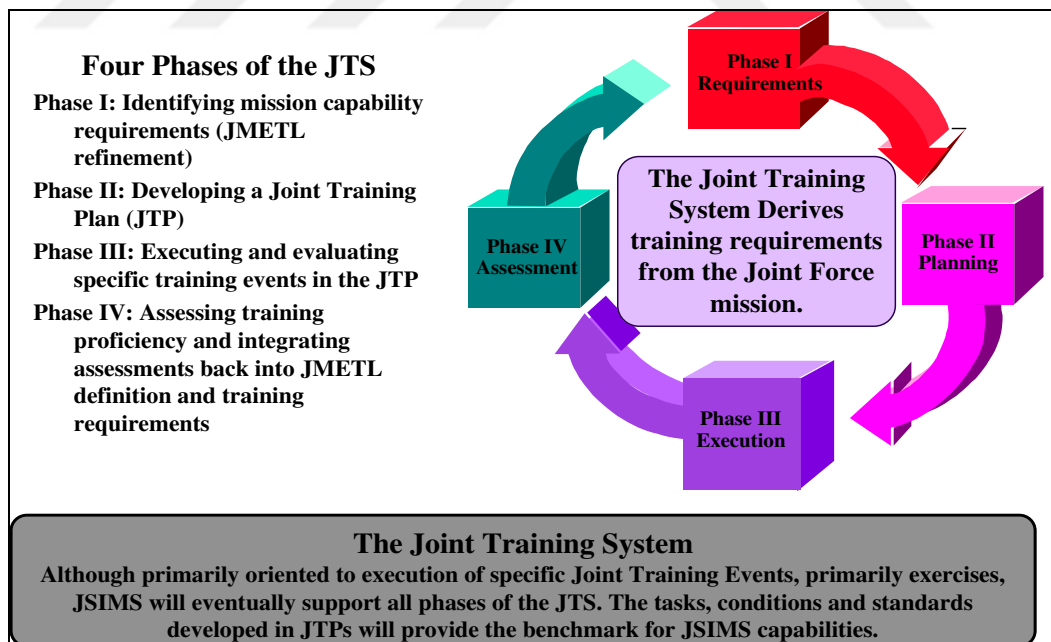 Four Phases of the JTS
Phase I: Identifying mission capability
requirements (JMETL
refinement)
Phase II: Developing a Joint Training
Plan (JTP)
Phase III: Executing and evaluating
specific training events in the JTP
Phase IV: Assessing training
proficiency and integrating
assessments back into JMETL
definition and training
requirements
Phase I
Requirements
Phase II
Planning
Phase III
Execution
Phase IV
Assessment
The Joint Training
System Derives
training requirements
from the Joint Force
mission.
The Joint Training System
Although primarily oriented to execution of specific Joint Training Events, primarily exercises,
JSIMS will eventually support all phases of the JTS. The tasks, conditions and standards
developed in JTPs will provide the benchmark for JSIMS capabilities.